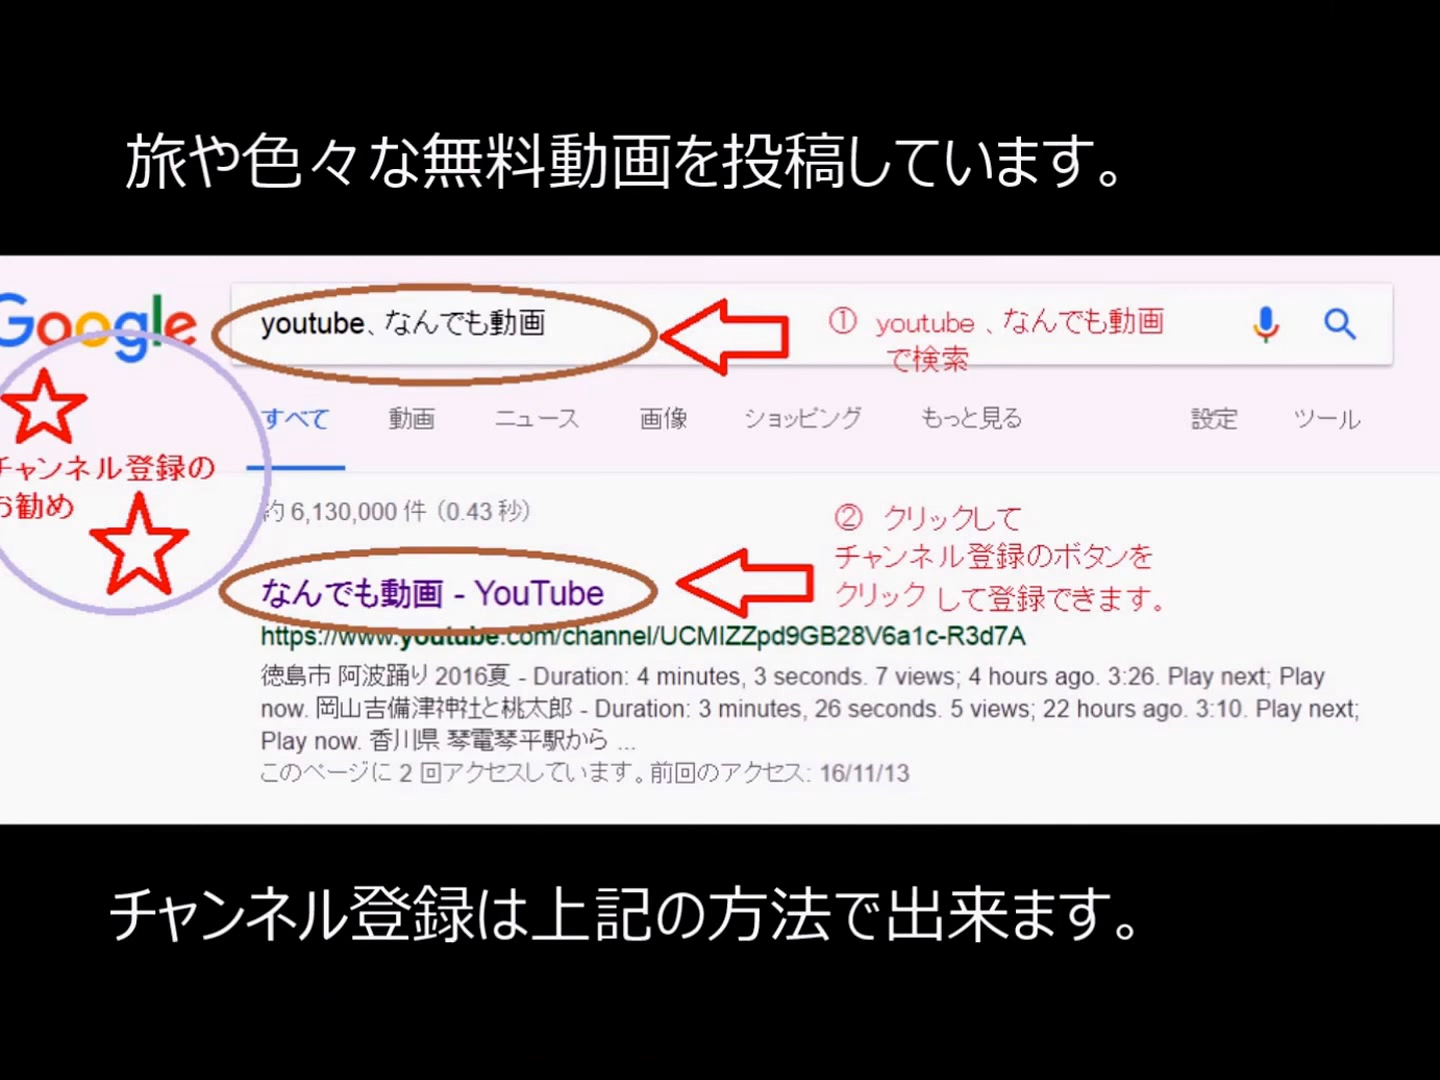 旅や色々な無料動画を投稿しています。
Google
youtube、なんでも動画
① youtube 、なんでも動画
で検索
すべて 動画 ニュース 画像 ショッピング もっと見る 設定 ツール
チャンネル登録の
お勧め
約 6,130,000 件 (0.43 秒)
② クリックして
チャンネル登録のボタンを
クリック して登録できます。
なんでも動画 - YouTube
https://www.youtube.com/channel/UCMIZZpd9GB28V6a1c-R3d7A
徳島市 阿波踊り 2016夏 - Duration: 4 minutes, 3 seconds. 7 views; 4 hours ago. 3:26. Play next; Play
now. 岡山吉備津神社と桃太郎 - Duration: 3 minutes, 26 seconds. 5 views; 22 hours ago. 3:10. Play next;
Play now. 香川県 琴電琴平駅から ...
このページに 2 回アクセスしています。前回のアクセス: 16/11/13
チャンネル登録は上記の方法で出来ます。